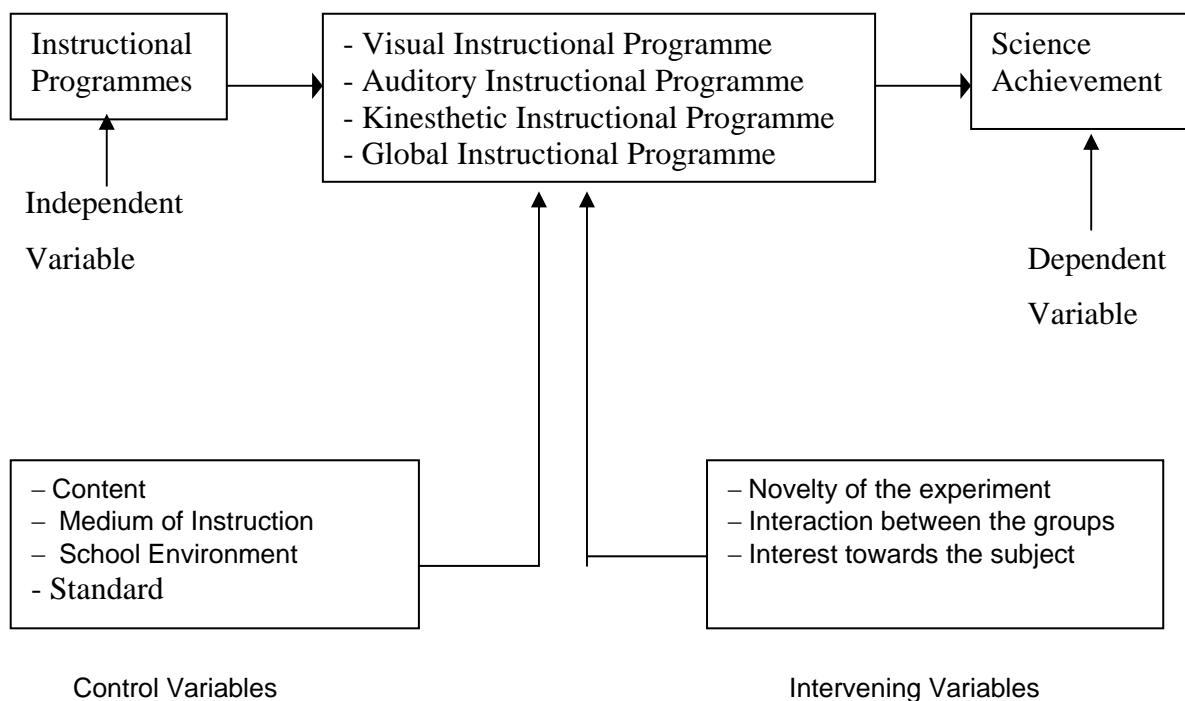 Instructional
Programmes
- Visual Instructional Programme
- Auditory Instructional Programme
- Kinesthetic Instructional Programme
- Global Instructional Programme
Science
Achievement
Independent
Variable
Dependent
Variable
– Content
– Medium of Instruction
– School Environment
- Standard
– Novelty of the experiment
– Interaction between the groups
– Interest towards the subject
Control Variables
Intervening Variables